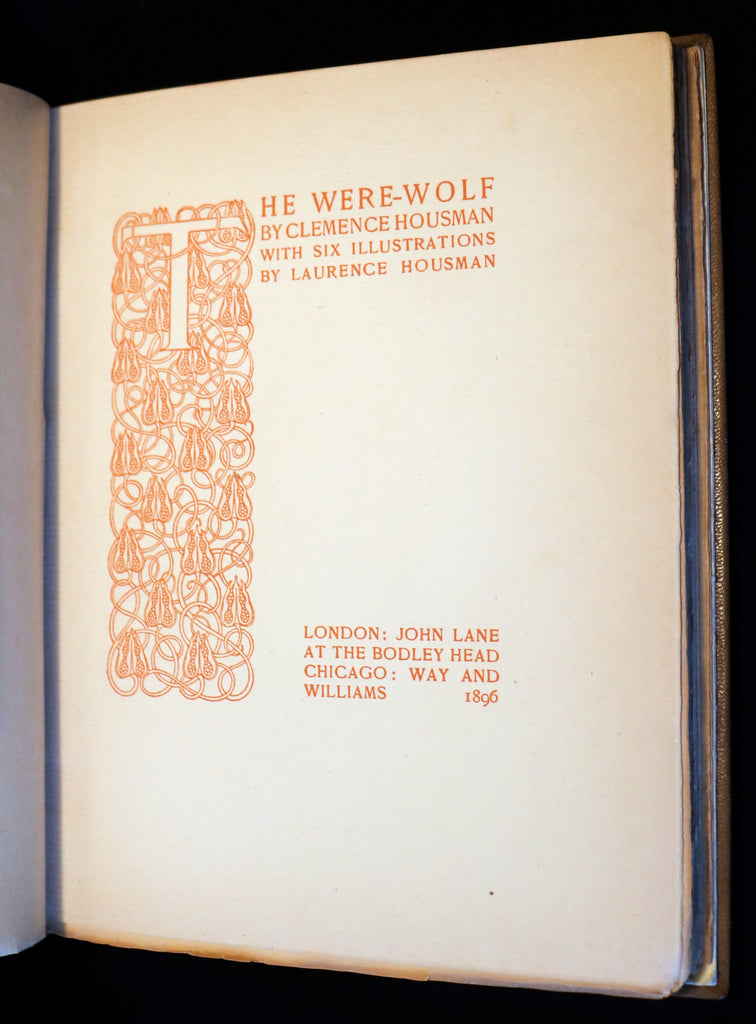 THE WERE-WOLF
BY CLEMENCE HOUSMAN
WITH SIX ILLUSTRATIONS
BY LAURENCE HOUSMAN
LONDON: JOHN LANE
AT THE BODLEY HEAD
CHICAGO: WAY AND
WILLIAMS 1896